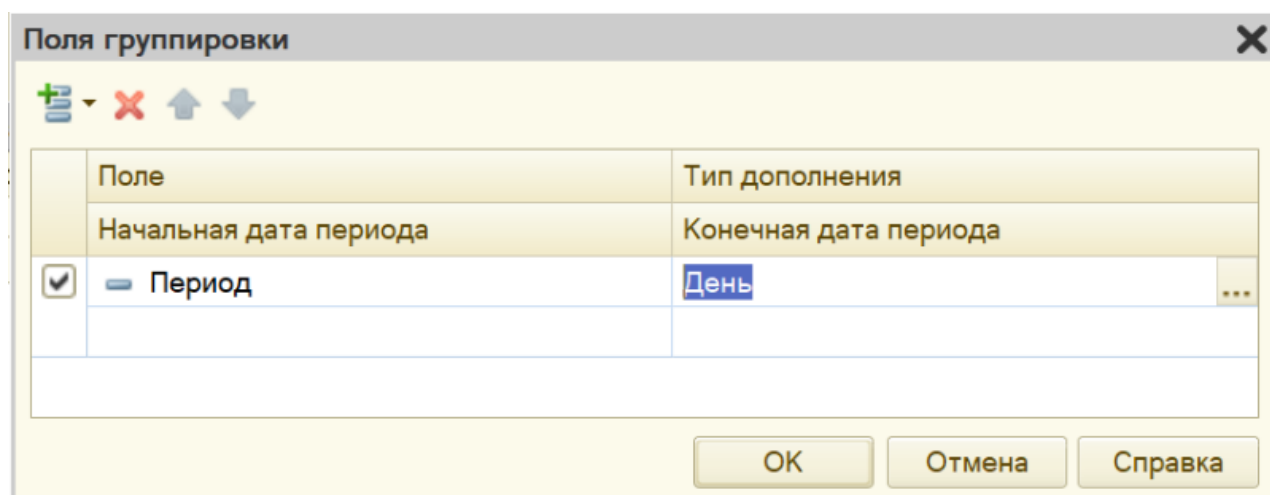 Поля группировки
Поле Тип дополнения
Начальная дата периода Конечная дата периода
Период День ...
OK Отмена Справка